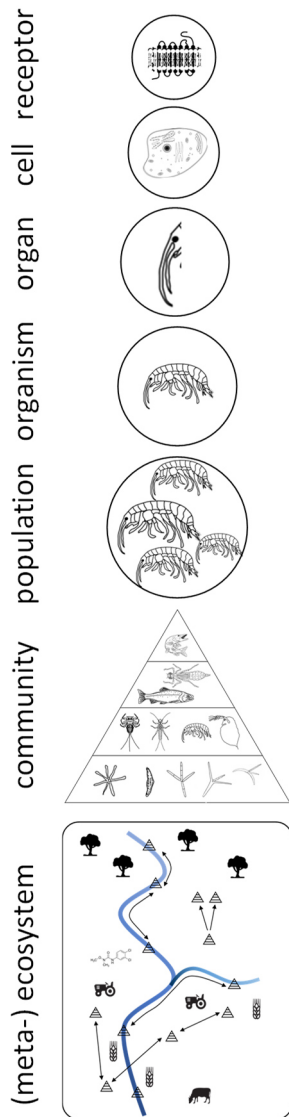 receptor
cell
organ
organism
population
community
(meta-) ecosystem